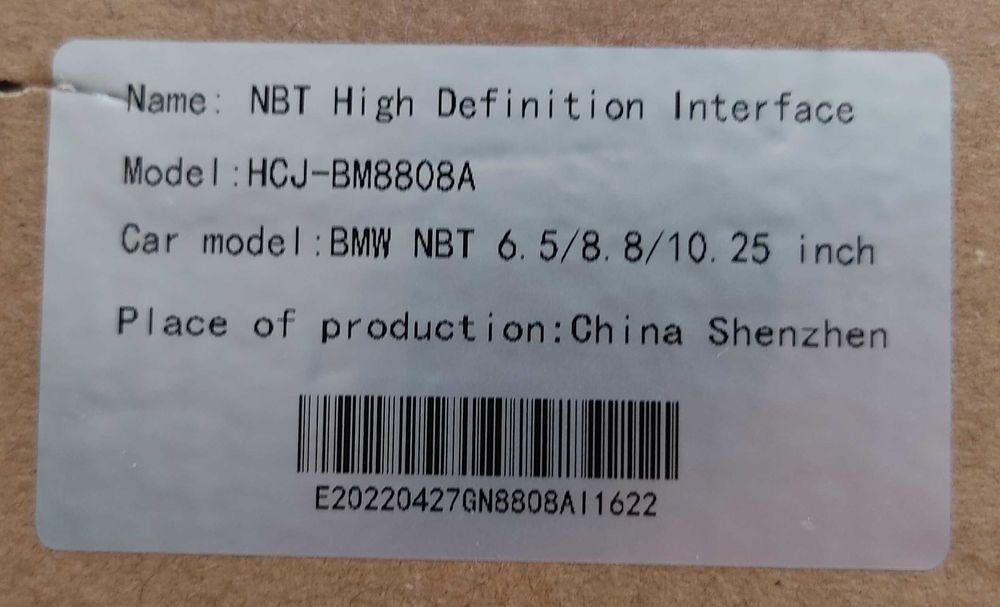 Name: NBT High Definition Interface
Model:HCJ-BM8808A
Car model:BMW NBT 6.5/8.8/10.25 inch
Place of production:China Shenzhen
E20220427GN8808AI1622